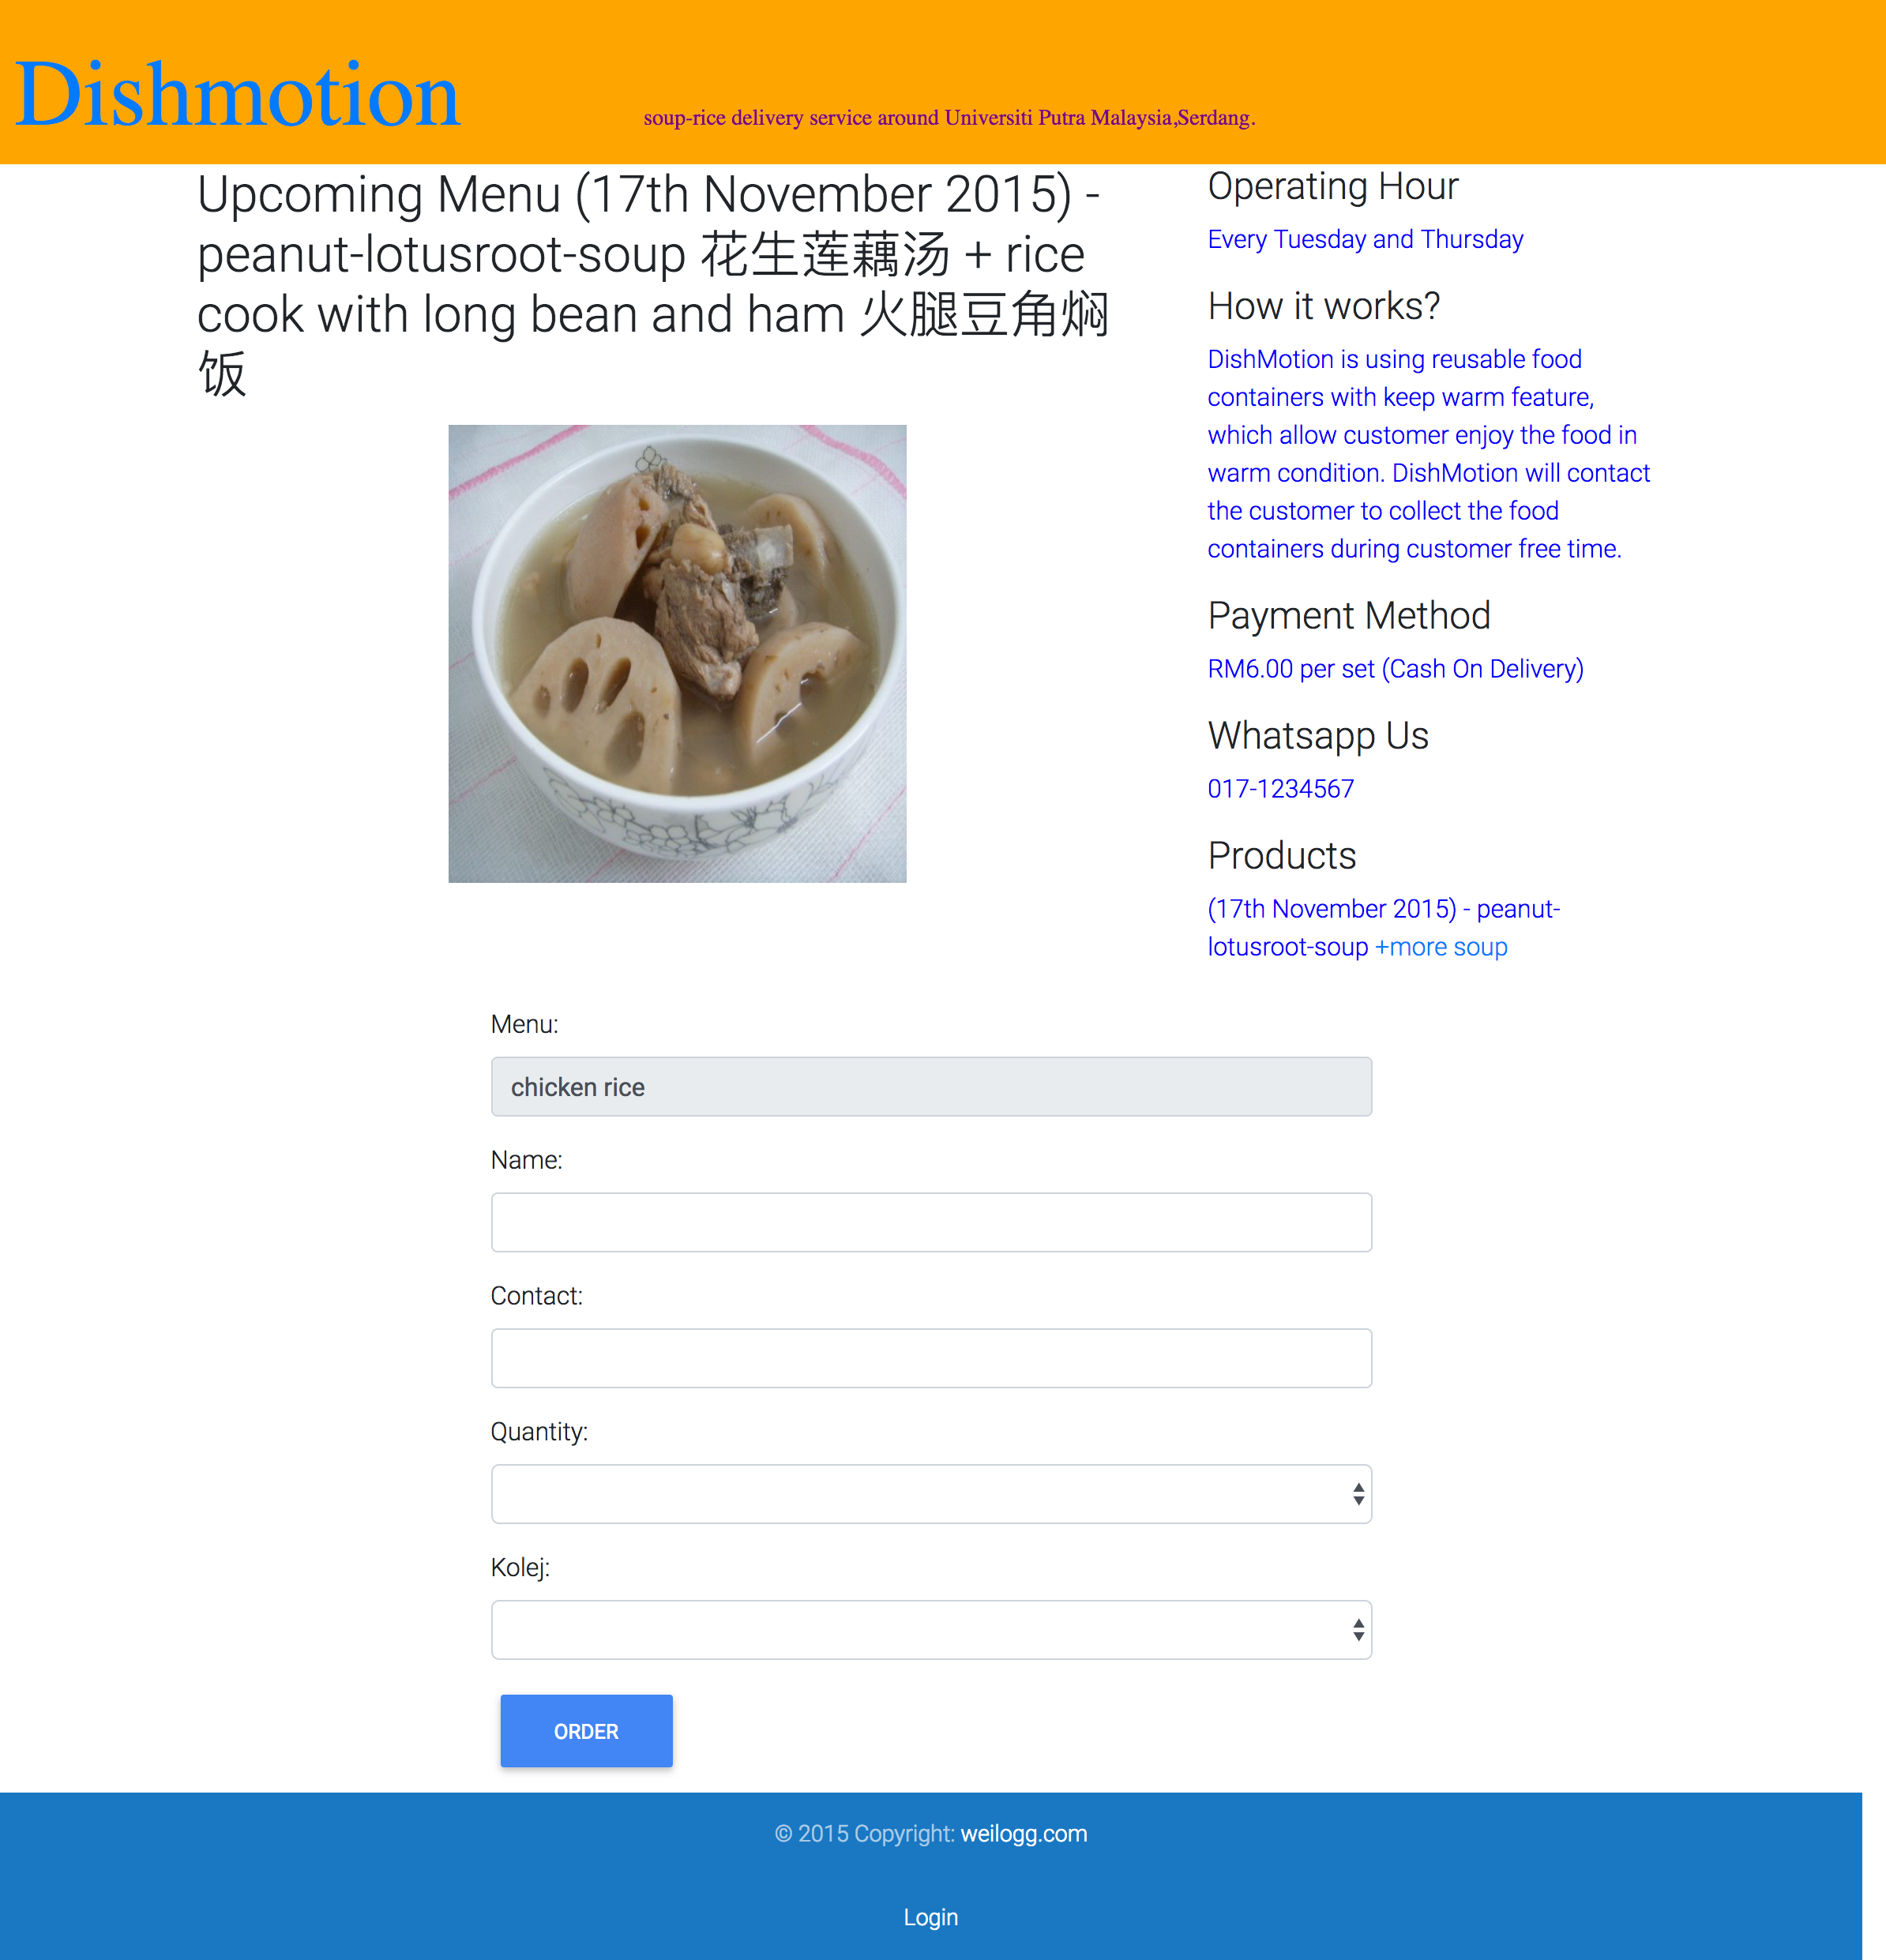 Dishmotion
soup-rice delivery service around Universiti Putra Malaysia,Serdang.
Upcoming Menu (17th November 2015) -
peanut-lotusroot-soup 花生莲藕汤 + rice
cook with long bean and ham 火腿豆角焖
饭
Operating Hour
Every Tuesday and Thursday
How it works?
DishMotion is using reusable food
containers with keep warm feature,
which allow customer enjoy the food in
warm condition. DishMotion will contact
the customer to collect the food
containers during customer free time.
Payment Method
RM6.00 per set (Cash On Delivery)
Whatsapp Us
017-1234567
Products
(17th November 2015) - peanut-
lotusroot-soup +more soup
Menu:
chicken rice
Name:
Contact:
Quantity:
Kolej:
ORDER
© 2015 Copyright: weilogg.com
Login